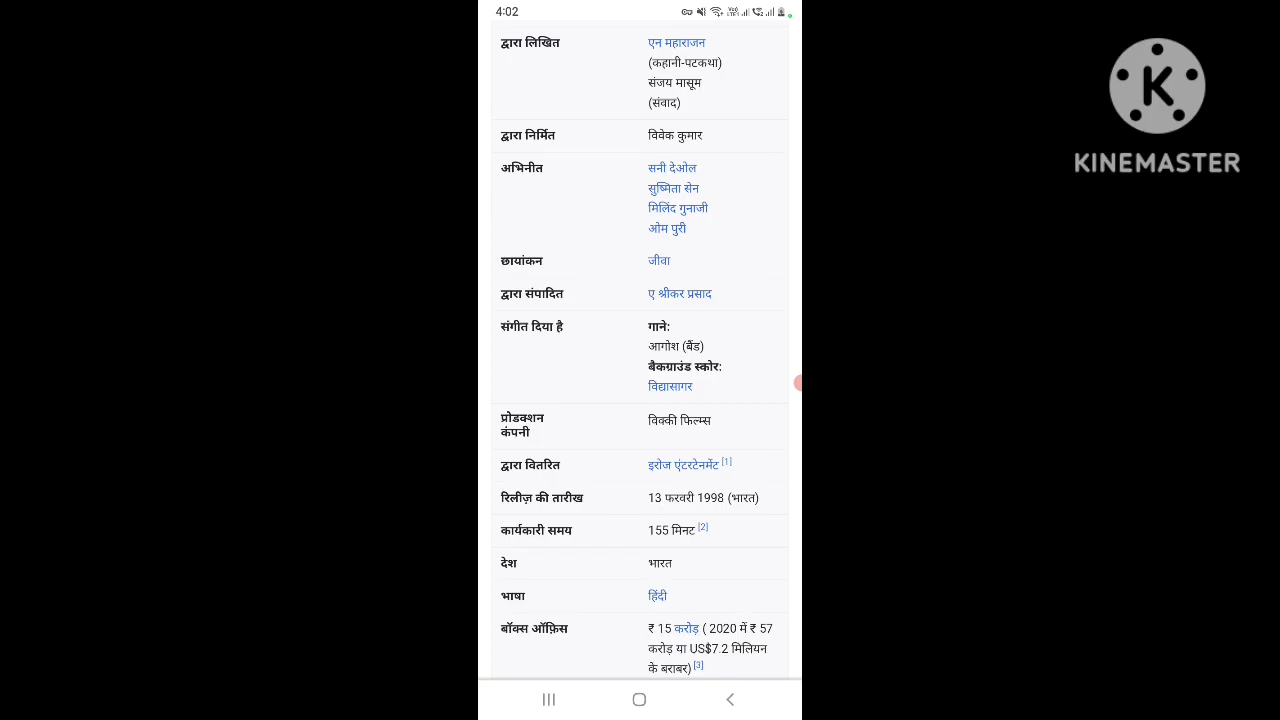 4:02
KINEMASTER
द्वारा लिखित
एन महाराजन
(कहानी-पटकथा)
संजय मासूम
(संवाद)
द्वारा निर्मित
विवेक कुमार
अभिनीत
सनी देओल
सुष्मिता सेन
मिलिंद गुनाजी
ओम पुरी
छायांकन
जीवा
द्वारा संपादित
ए श्रीकर प्रसाद
संगीत दिया है
गाने:
आगोश (बैंड)
बैकग्राउंड स्कोर:
विद्यासागर
प्रोडक्शन
कंपनी
विक्की फिल्म्स
द्वारा वितरित
इरोज एंटरटेनमेंट [1]
रिलीज़ की तारीख
13 फरवरी 1998 (भारत)
कार्यकारी समय
155 मिनट [2]
देश
भारत
भाषा
हिंदी
बॉक्स ऑफ़िस
₹ 15 करोड़ ( 2020 में ₹ 57
करोड़ या US$7.2 मिलियन
के बराबर) [3]